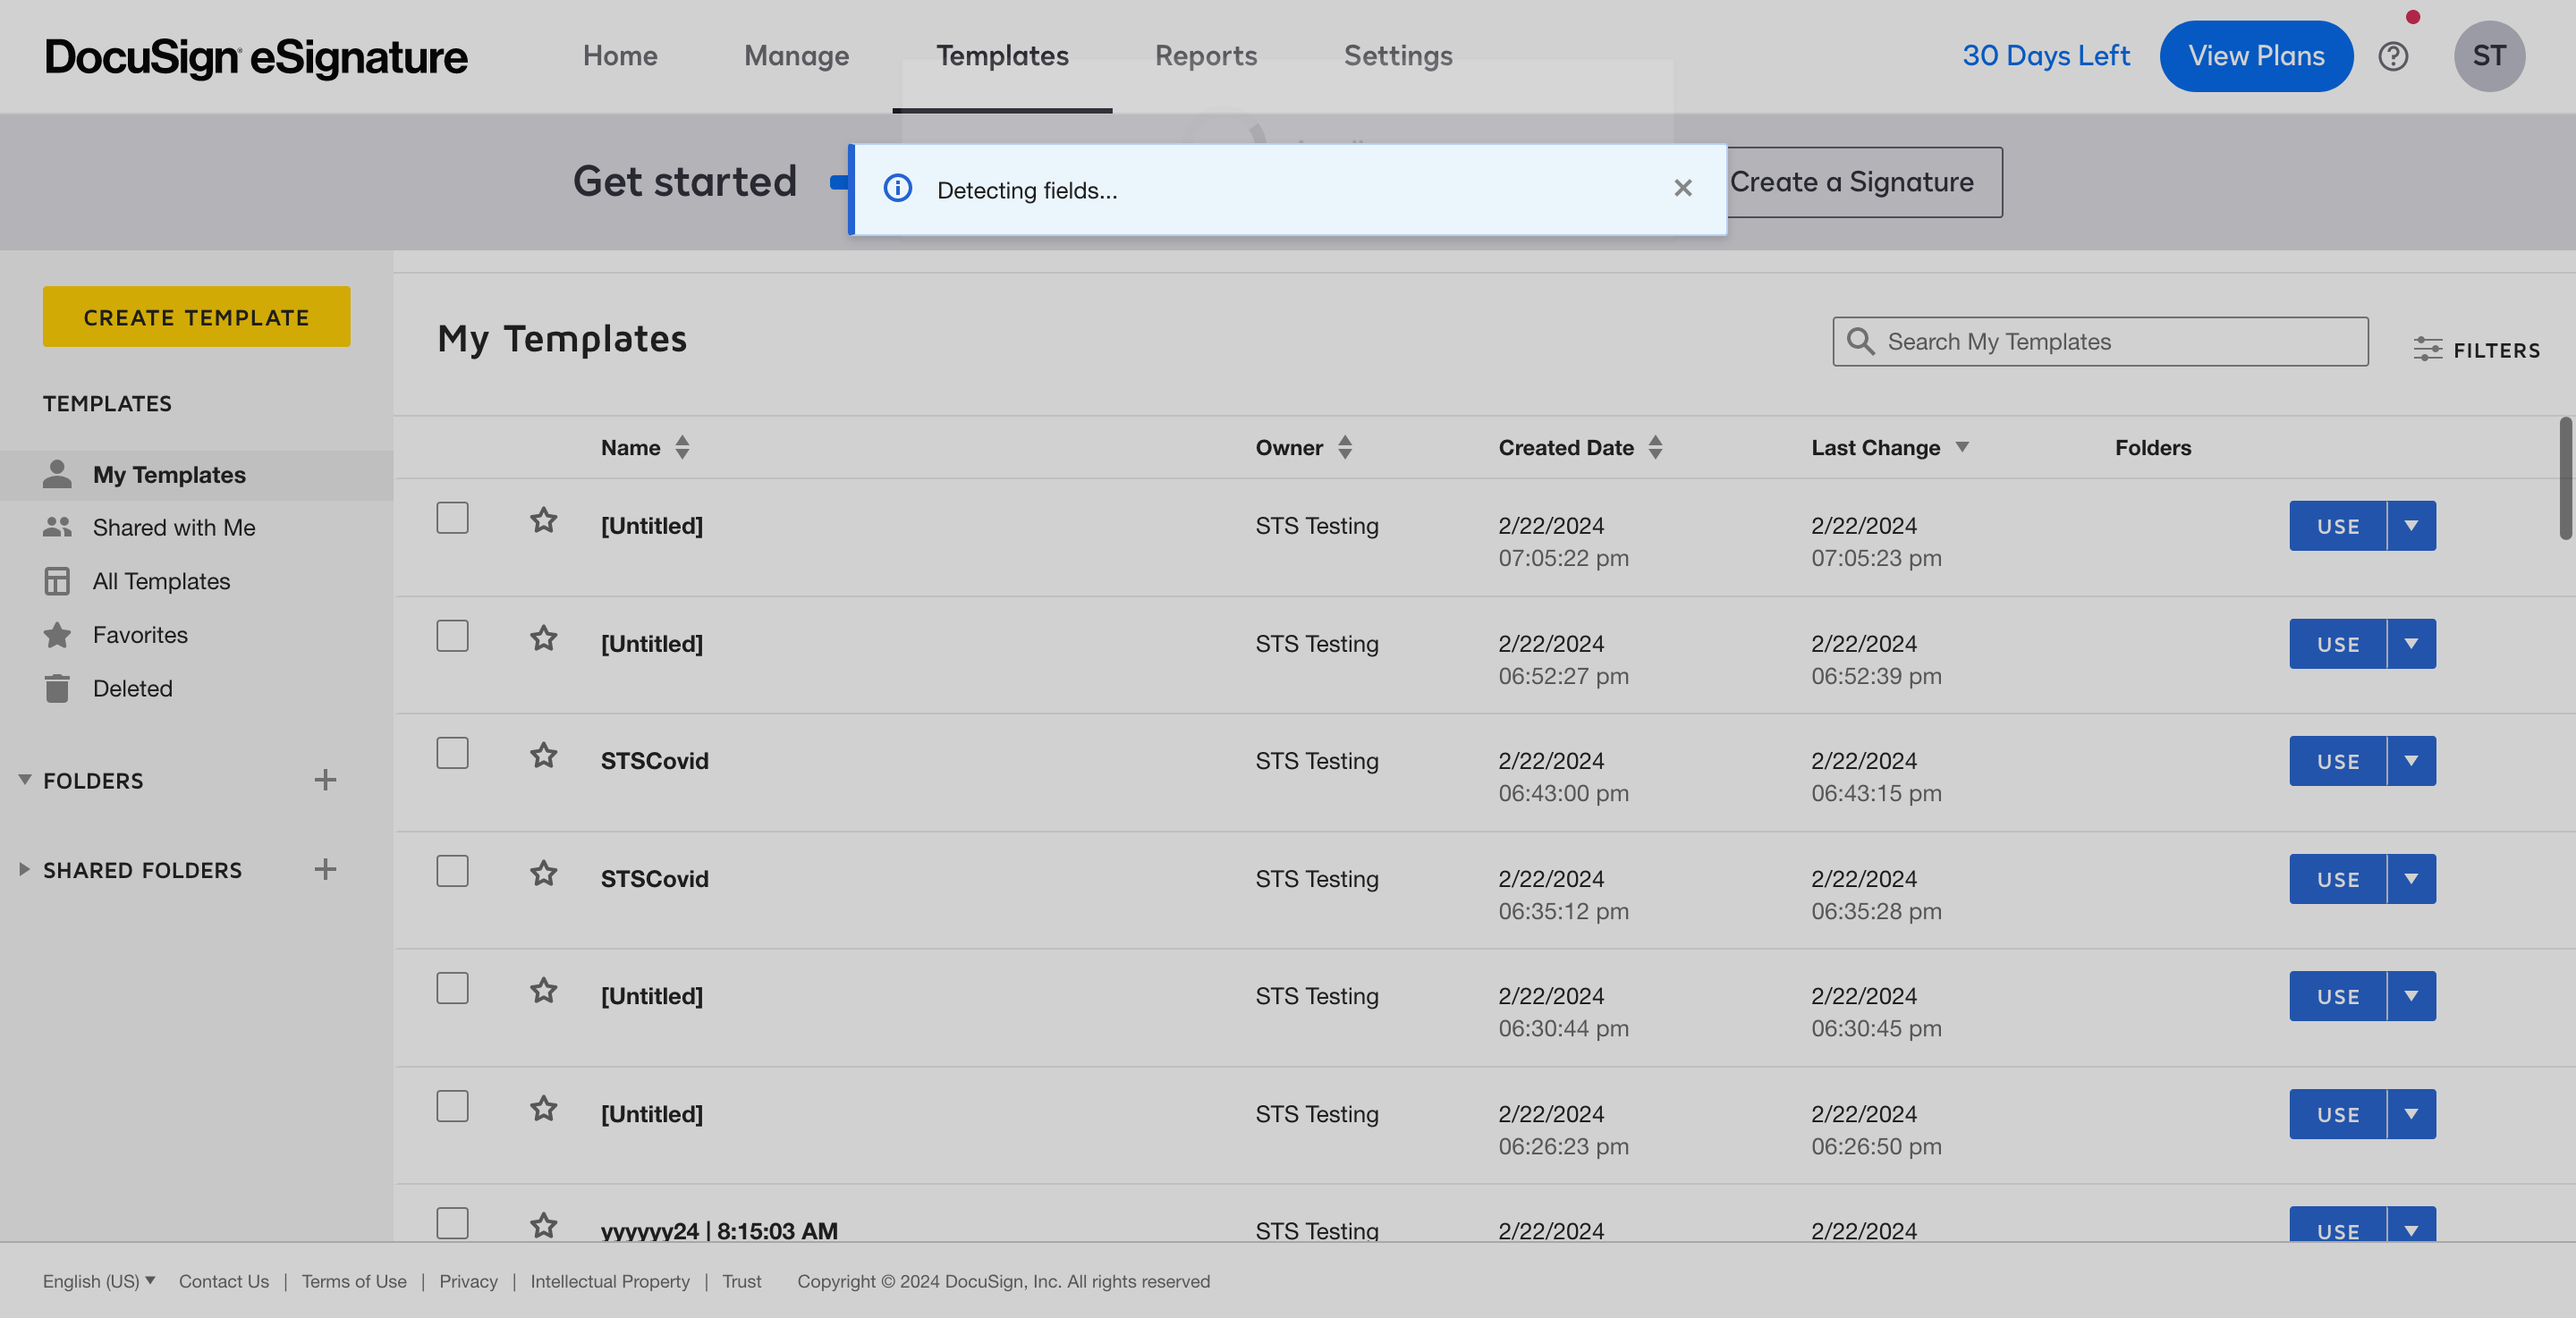 DocuSign eSignature
Home Manage Templates Reports Settings
30 Days Left View Plans ST
Get started
Detecting fields...
Create a Signature
CREATE TEMPLATE
TEMPLATES
My Templates
Shared with Me
All Templates
Favorites
Deleted
FOLDERS
SHARED FOLDERS
My Templates
Search My Templates
FILTERS
Name Owner Created Date Last Change Folders
[Untitled] STS Testing 2/22/2024 2/22/2024 USE
07:05:22 pm 07:05:23 pm
[Untitled] STS Testing 2/22/2024 2/22/2024 USE
06:52:27 pm 06:52:39 pm
STSCovid STS Testing 2/22/2024 2/22/2024 USE
06:43:00 pm 06:43:15 pm
STSCovid STS Testing 2/22/2024 2/22/2024 USE
06:35:12 pm 06:35:28 pm
[Untitled] STS Testing 2/22/2024 2/22/2024 USE
06:30:44 pm 06:30:45 pm
[Untitled] STS Testing 2/22/2024 2/22/2024 USE
06:26:23 pm 06:26:50 pm
yyyyyy24 | 8:15:03 AM STS Testing 2/22/2024 2/22/2024 USE
English (US) Contact Us | Terms of Use | Privacy | Intellectual Property | Trust Copyright © 2024 DocuSign, Inc. All rights reserved